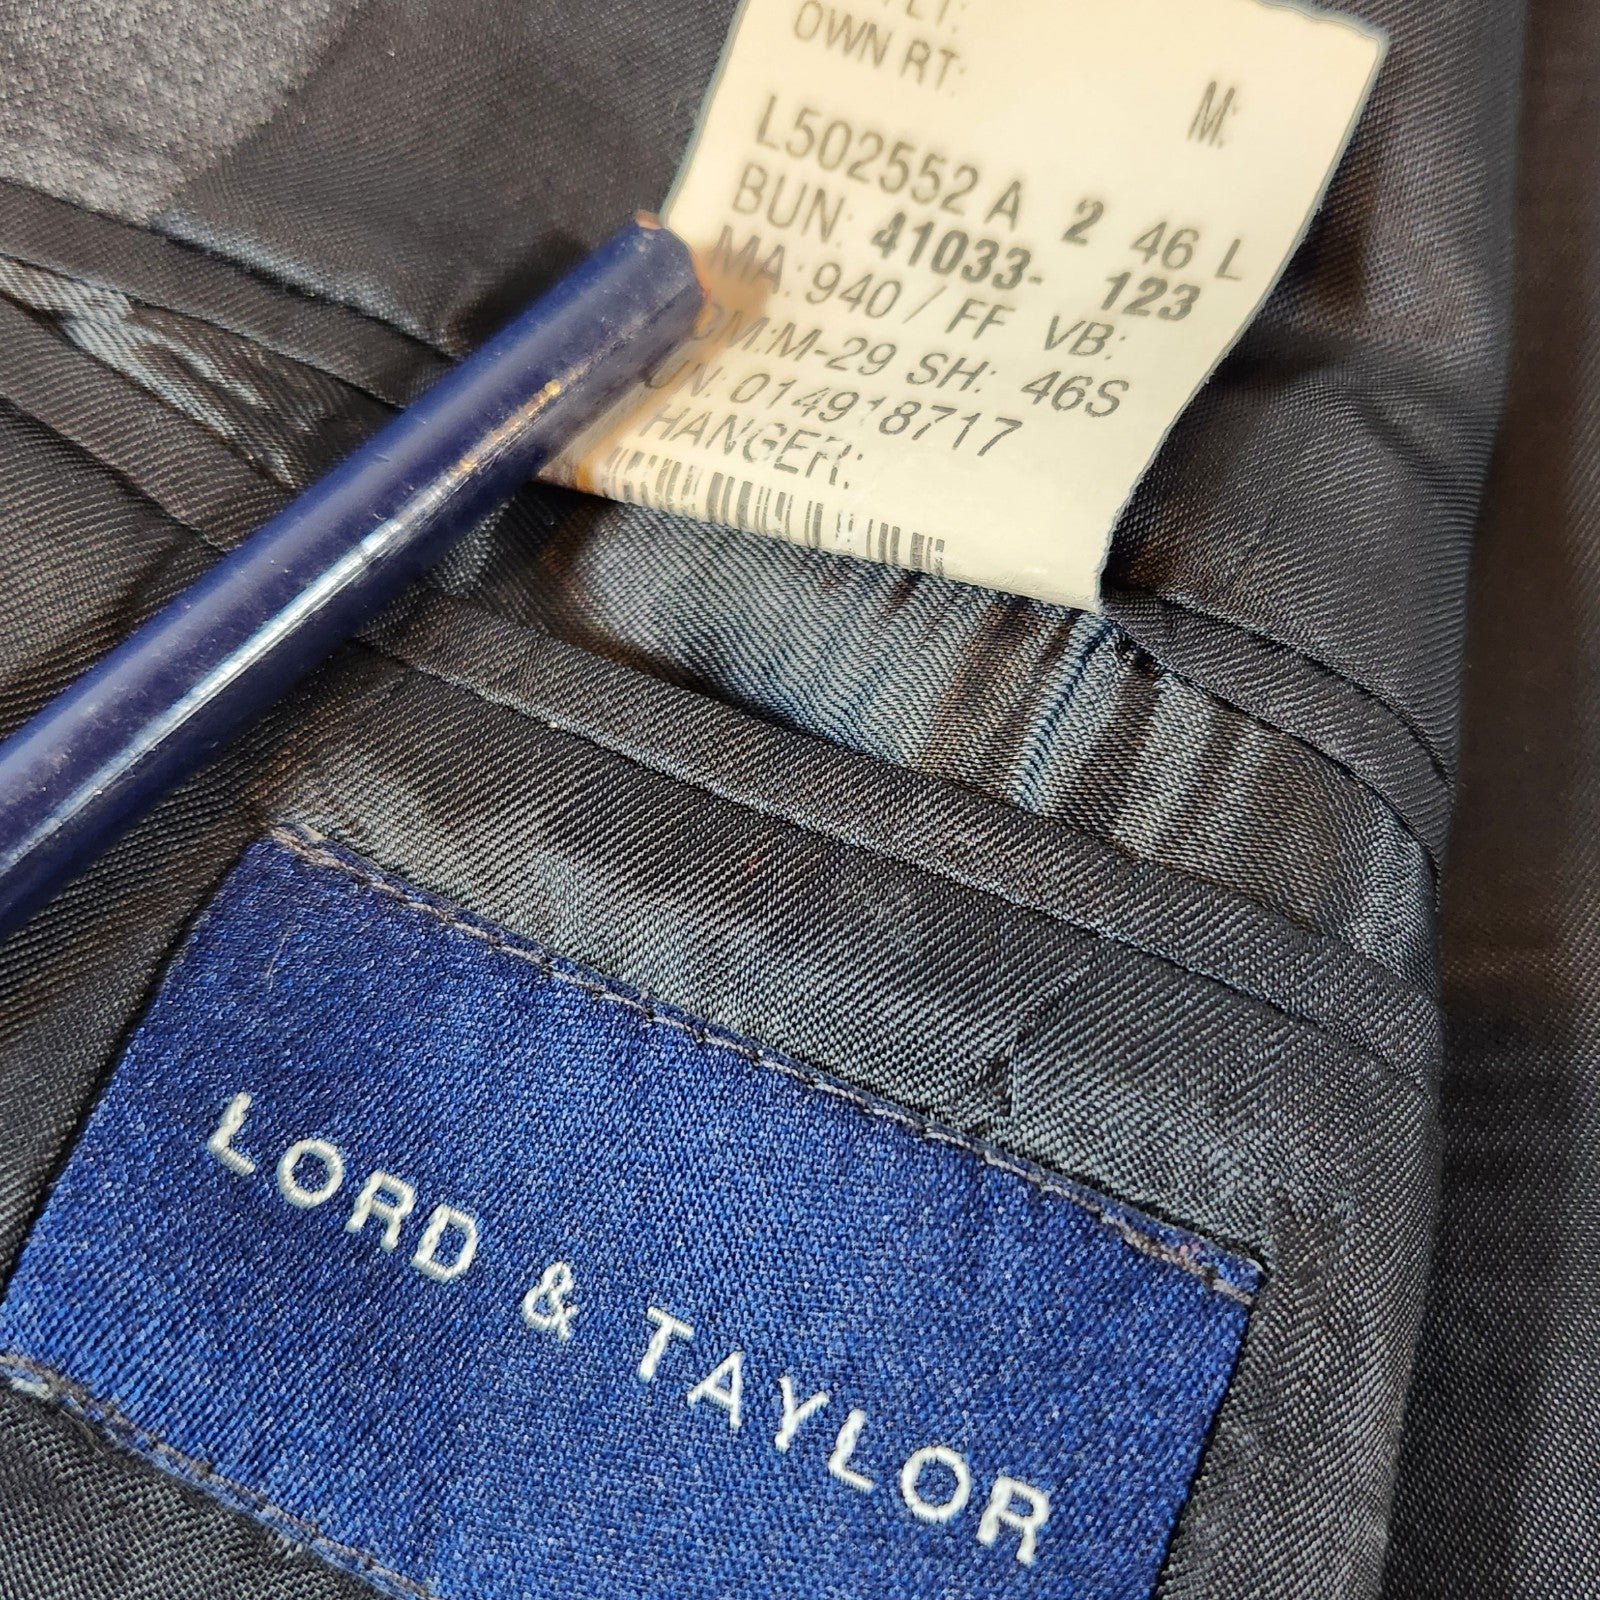 OWN RT:
M:
L502552 A 2 46 L
BUN: 41033- 123
MA: 940 / FF VB:
M:M-29 SH: 46S
UN: 014918717
HANGER:
LORD & TAYLOR